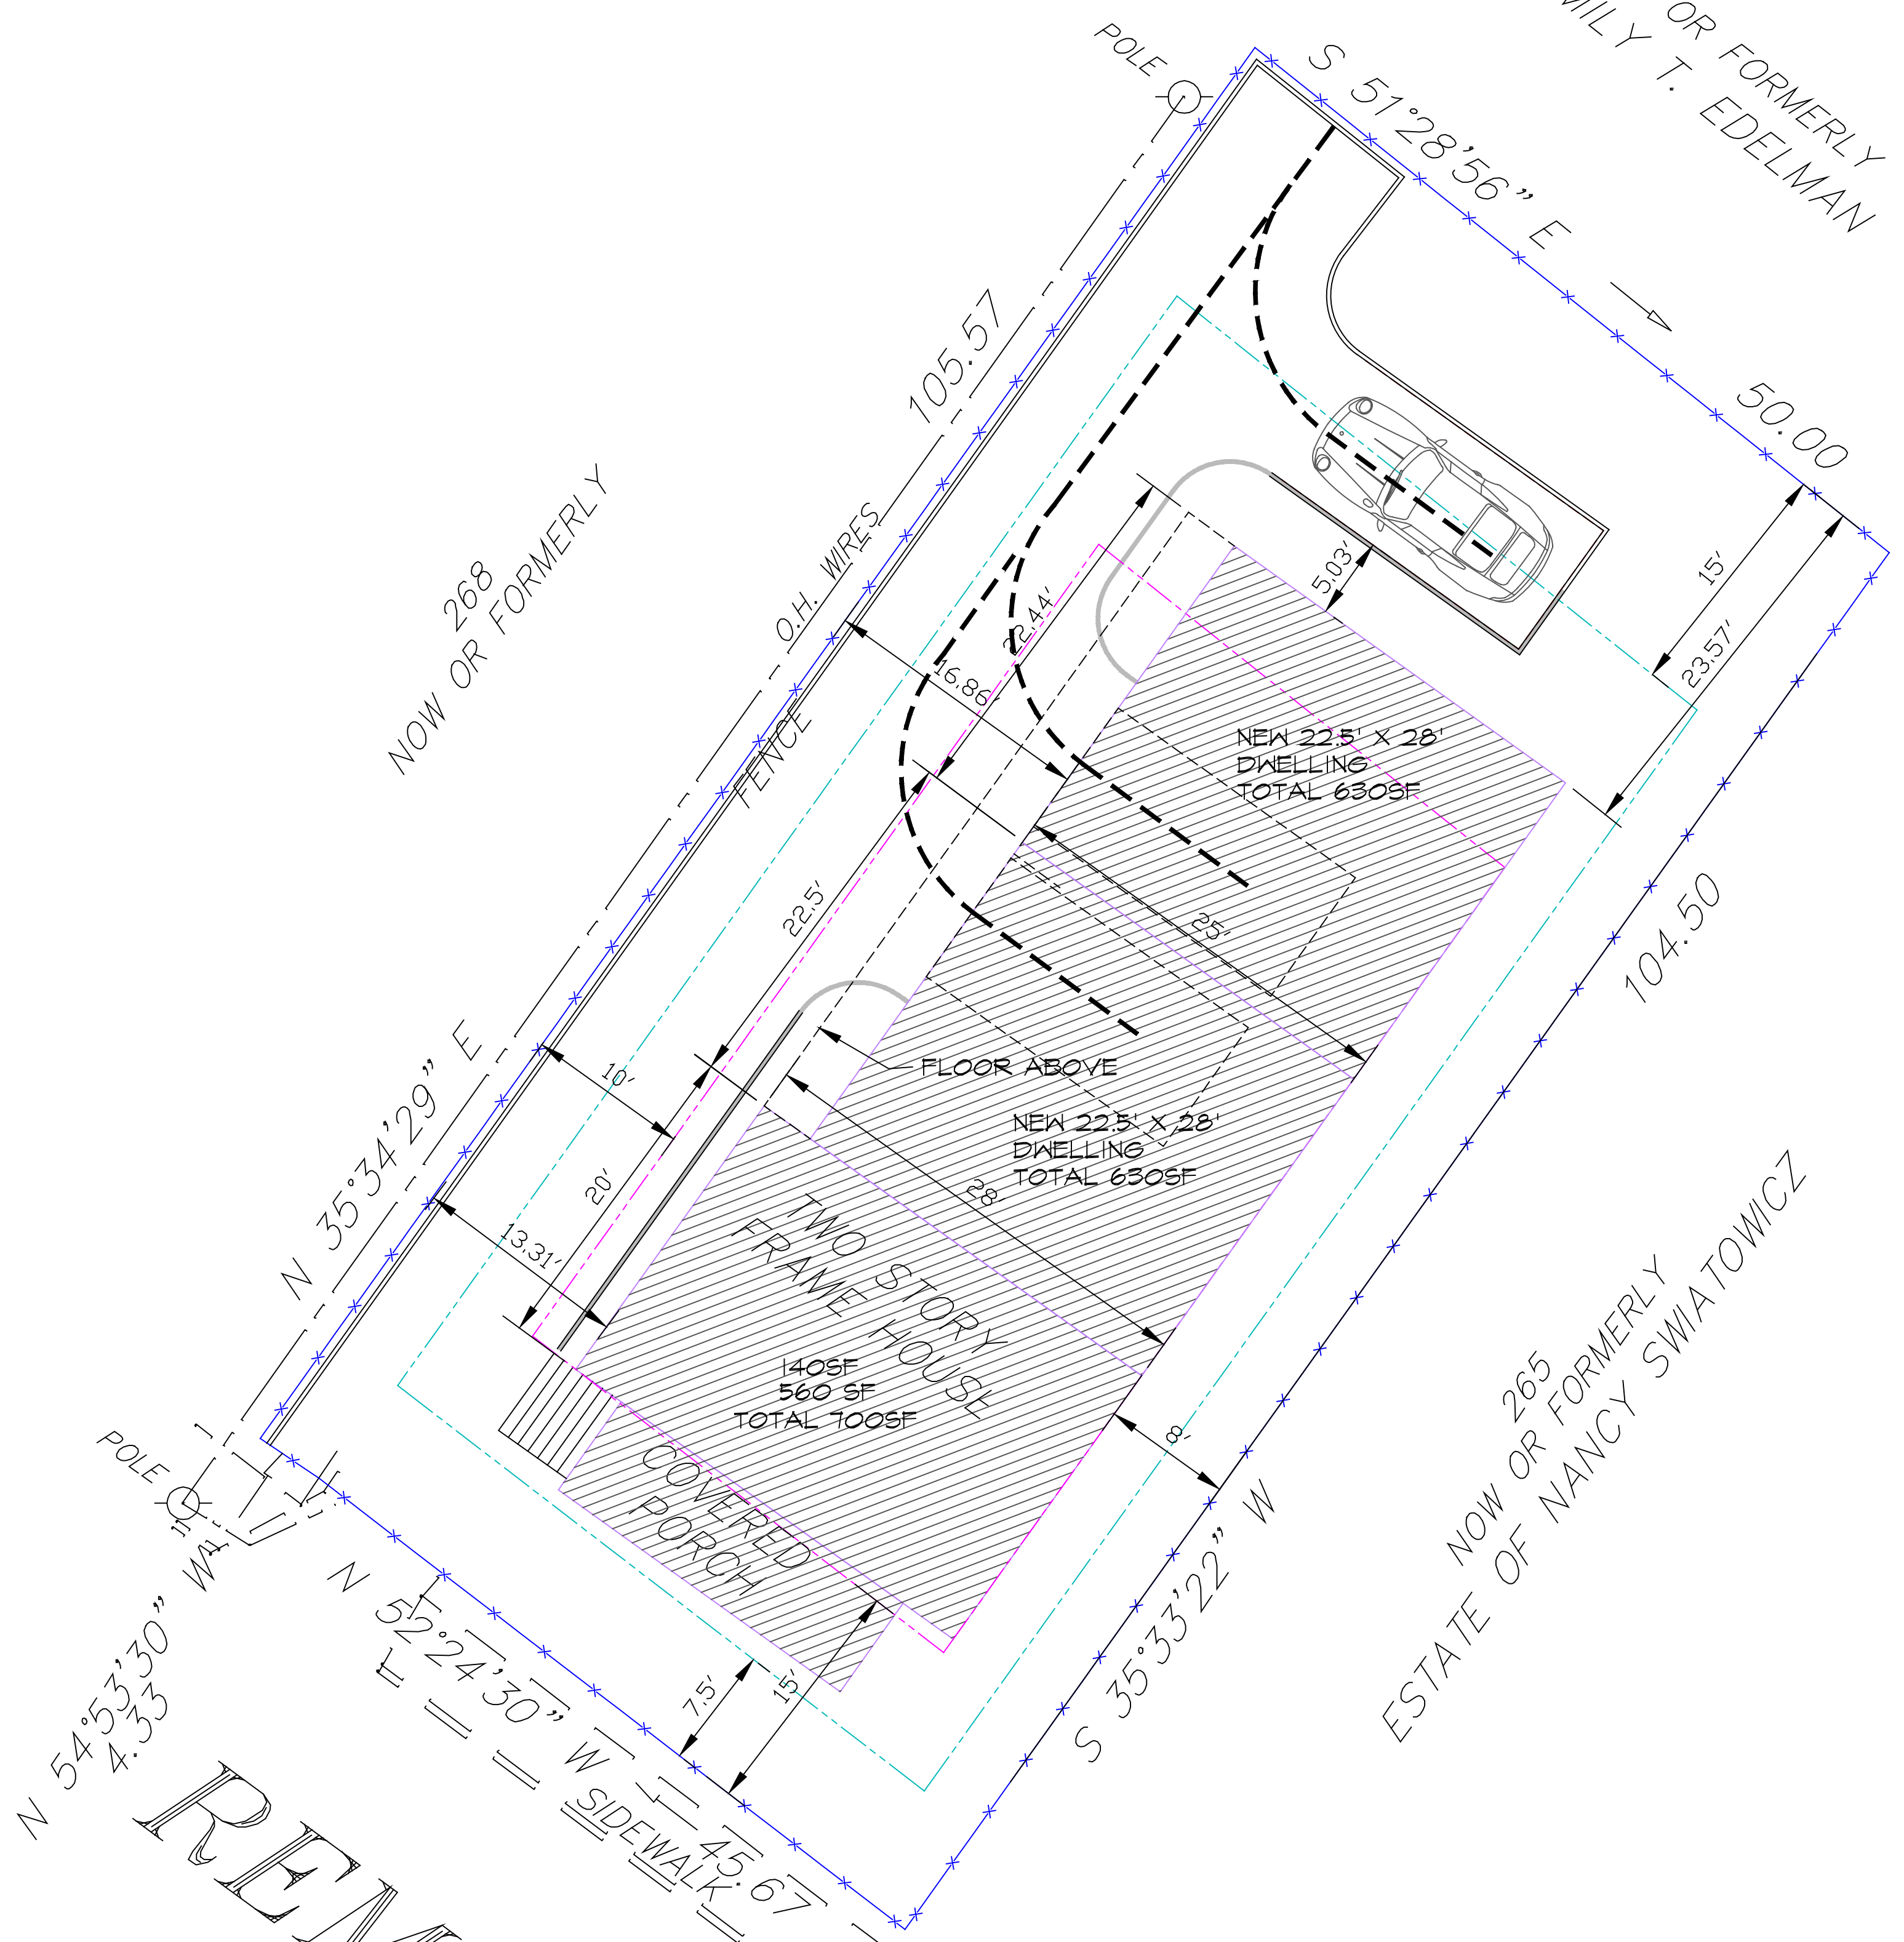 OR FORMERLY
MILY T. EDELMAN
POLE
S 51°28'56" E
50.00
105.57
268
NOW OR FORMERLY
O.H. WIRES
FENCE
22.44'
16.86'
5.03'
15'
23.57'
NEW 22.5' X 28'
DWELLING
TOTAL 630SF
22.5'
25'
104.50
10'
FLOOR ABOVE
NEW 22.5' X 28'
DWELLING
TOTAL 630SF
N 35°34'29" E
20'
28
13.31'
TWO STORY
FRAME HOUSE
140SF
560 SF
TOTAL 700SF
8'
COVERED
PORCH
265
NOW OR FORMERLY
ESTATE OF NANCY SWIATOWICZ
S 35°33'22" W
POLE
7.5'
15'
N 54°53'30" W
4.33
N 52°24'30" W
45.67
SIDEWALK